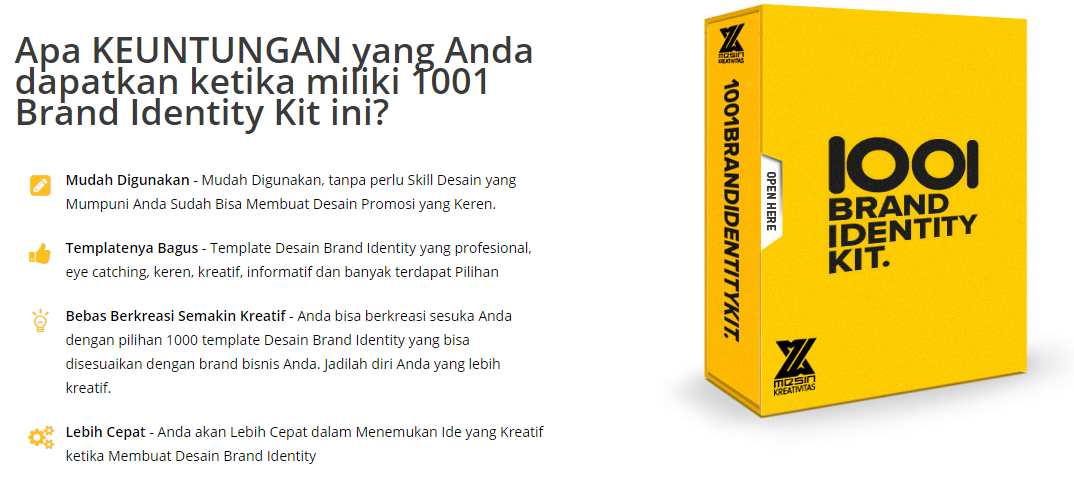 Apa KEUNTUNGAN yang Anda
dapatkan ketika miliki 1001
Brand Identity Kit ini?
Mudah Digunakan - Mudah Digunakan, tanpa perlu Skill Desain yang
Mumpuni Anda Sudah Bisa Membuat Desain Promosi yang Keren.
Templatenya Bagus - Template Desain Brand Identity yang profesional,
eye catching, keren, kreatif, informatif dan banyak terdapat Pilihan
Bebas Berkreasi Semakin Kreatif - Anda bisa berkreasi sesuka Anda
dengan pilihan 1000 template Desain Brand Identity yang bisa
disesuaikan dengan brand bisnis Anda. Jadilah diri Anda yang lebih
kreatif.
Lebih Cepat - Anda akan Lebih Cepat dalam Menemukan Ide yang Kreatif
ketika Membuat Desain Brand Identity
MESIN
KREATIVITAS
1001BRANDIDENTITYKIT.
OPEN HERE
1001
BRAND
IDENTITY
KIT.
MESIN
KREATIVITAS